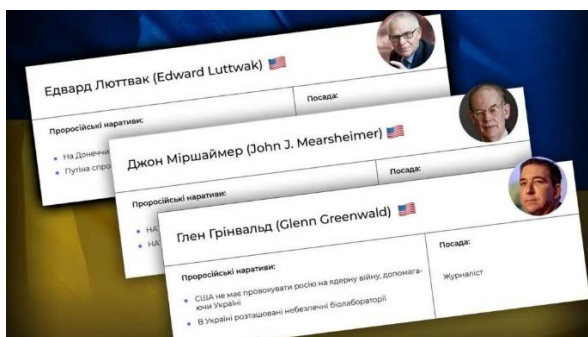 Едвард Люттвак (Edward Luttwak)
Проросійські наративи:
Посада:
На Донеччи
Путіна спро
Джон Міршаймер (John J. Mearsheimer)
Проросійські наративи:
Посада:
НА
НА
Глен Грінвальд (Glenn Greenwald)
Проросійські наративи:
Посада:
США не має провокувати росію на ядерну війну, допомага-
ючи Україні
Журналіст
В Україні розташовані небезпечні біолабораторії